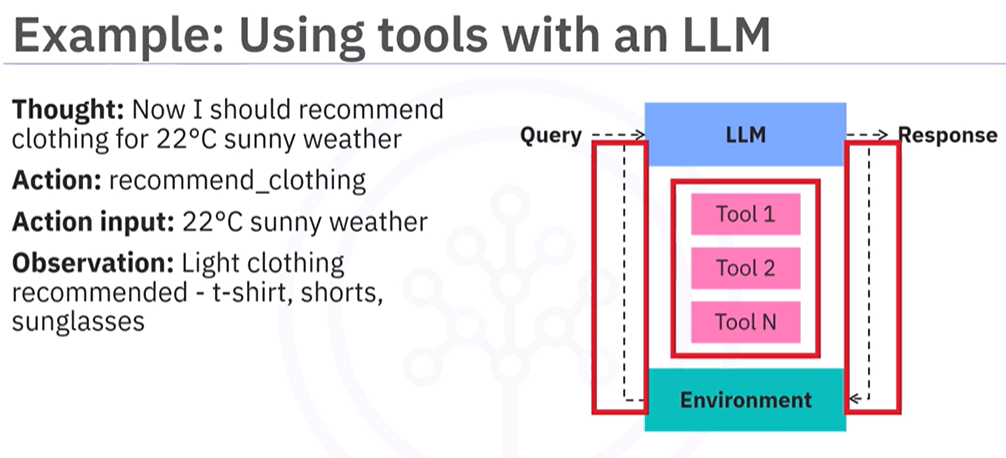 Example: Using tools with an LLM
Thought: Now I should recommend
clothing for 22°C sunny weather
Action: recommend_clothing
Action input: 22°C sunny weather
Observation: Light clothing
recommended - t-shirt, shorts,
sunglasses
Query
LLM
Response
Tool 1
Tool 2
Tool N
Environment